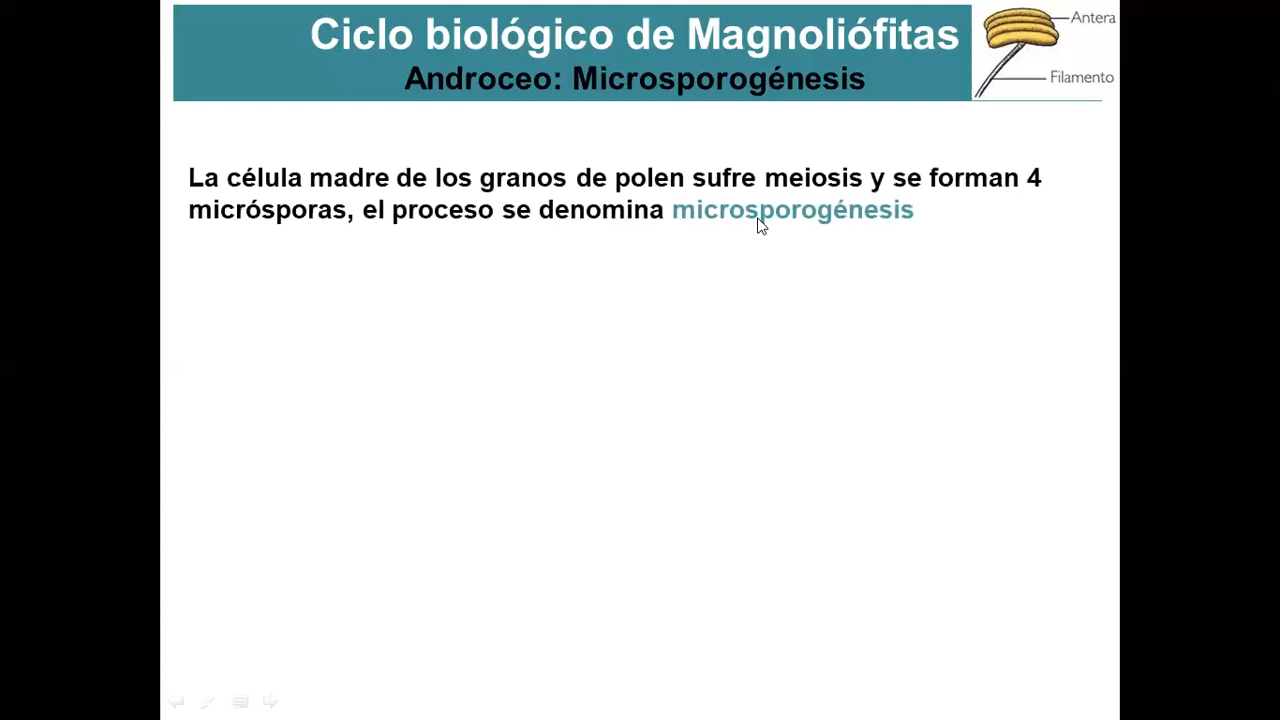 Ciclo biológico de Magnoliófitas
Androceo: Microsporogénesis
Antera
Filamento
La célula madre de los granos de polen sufre meiosis y se forman 4
micrósporas, el proceso se denomina microsporogénesis